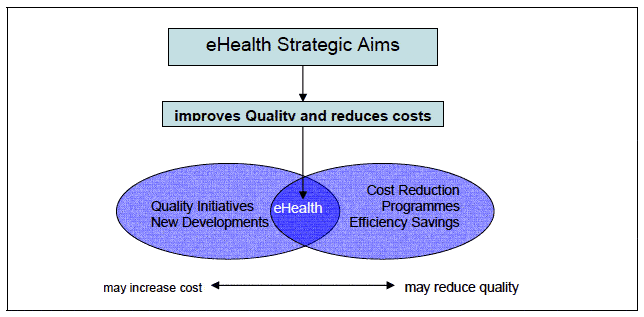 eHealth Strategic Aims
improves Quality and reduces costs
Quality Initiatives
New Developments
eHealth
Cost Reduction
Programmes
Efficiency Savings
may increase cost
may reduce quality